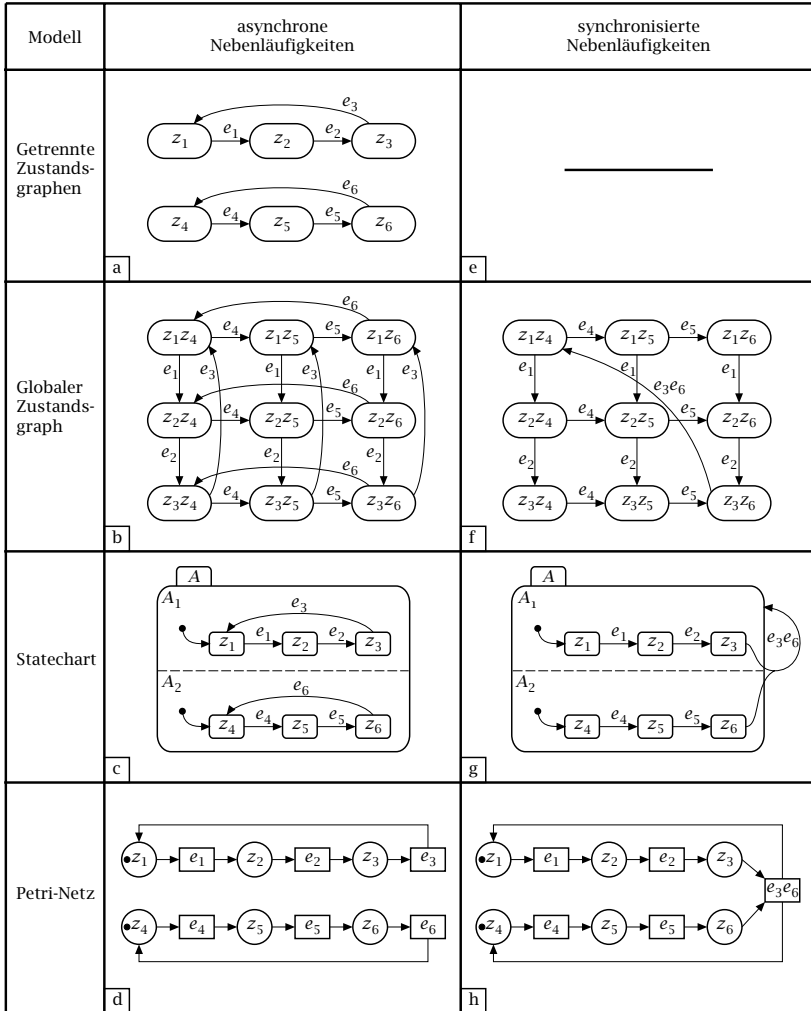 Modell
asynchrone
Nebenläufigkeiten
synchronisierte
Nebenläufigkeiten
Getrennte
Zustands-
graphen
e₃
z₁ e₁ z₂ e₂ z₃
e₆
z₄ e₄ z₅ e₅ z₆
a
e
Globaler
Zustands-
graph
e₆
z₁z₄ e₄ z₁z₅ e₅ z₁z₆
e₁ e₃ e₁ e₃ e₁ e₃
e₆
z₂z₄ e₄ z₂z₅ e₅ z₂z₆
e₂ e₂ e₂
e₆
z₃z₄ e₄ z₃z₅ e₅ z₃z₆
b
z₁z₄ e₄ z₁z₅ e₅ z₁z₆
e₁ e₁ e₃e₆ e₁
z₂z₄ e₄ z₂z₅ e₅ z₂z₆
e₂ e₂ e₂
z₃z₄ e₄ z₃z₅ e₅ z₃z₆
f
Statechart
A
A₁
e₃
z₁ e₁ z₂ e₂ z₃
A₂
e₆
z₄ e₄ z₅ e₅ z₆
c
A
A₁
z₁ e₁ z₂ e₂ z₃
e₃e₆
A₂
z₄ e₄ z₅ e₅ z₆
g
Petri-Netz
z₁ e₁ z₂ e₂ z₃ e₃
z₄ e₄ z₅ e₅ z₆ e₆
d
z₁ e₁ z₂ e₂ z₃
e₃e₆
z₄ e₄ z₅ e₅ z₆
h